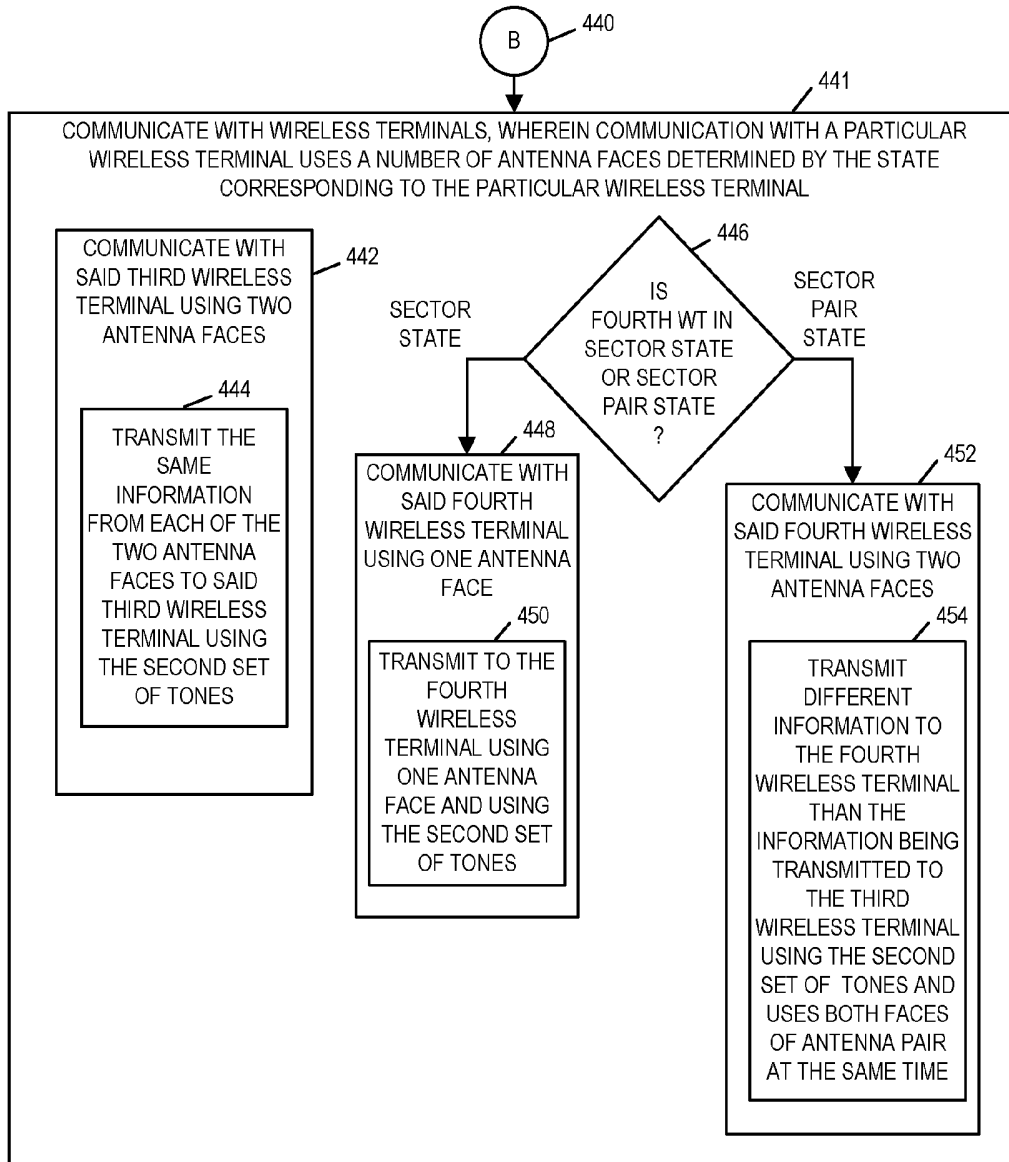 B
440
441
COMMUNICATE WITH WIRELESS TERMINALS, WHEREIN COMMUNICATION WITH A PARTICULAR
WIRELESS TERMINAL USES A NUMBER OF ANTENNA FACES DETERMINED BY THE STATE
CORRESPONDING TO THE PARTICULAR WIRELESS TERMINAL
442
COMMUNICATE WITH
SAID THIRD WIRELESS
TERMINAL USING TWO
ANTENNA FACES
444
TRANSMIT THE
SAME
INFORMATION
FROM EACH OF THE
TWO ANTENNA
FACES TO SAID
THIRD WIRELESS
TERMINAL USING
THE SECOND SET
OF TONES
446
IS
FOURTH WT IN
SECTOR STATE
OR SECTOR
PAIR STATE
?
SECTOR
STATE
SECTOR
PAIR
STATE
448
COMMUNICATE WITH
SAID FOURTH
WIRELESS TERMINAL
USING ONE ANTENNA
FACE
450
TRANSMIT TO THE
FOURTH
WIRELESS
TERMINAL USING
ONE ANTENNA
FACE AND USING
THE SECOND SET
OF TONES
452
COMMUNICATE WITH
SAID FOURTH WIRELESS
TERMINAL USING TWO
ANTENNA FACES
454
TRANSMIT
DIFFERENT
INFORMATION TO
THE FOURTH
WIRELESS TERMINAL
THAN THE
INFORMATION BEING
TRANSMITTED TO
THE THIRD
WIRELESS TERMINAL
USING THE SECOND
SET OF TONES AND
USES BOTH FACES
OF ANTENNA PAIR
AT THE SAME TIME